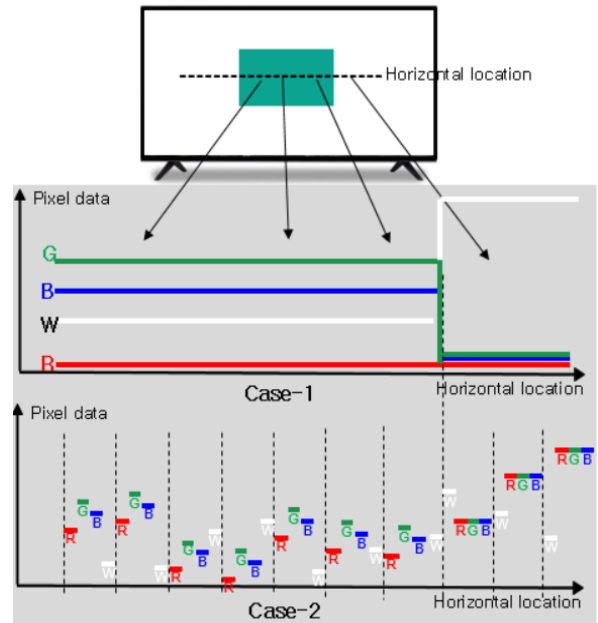 Horizontal location
Pixel data
G
B
W
R
Case-1
Horizontal location
Pixel data
R G B W
R G B W
R G B W
R G B W
R G B W
R G B W
R G B W
W R G B
W R G B
W R G B
Case-2
Horizontal location